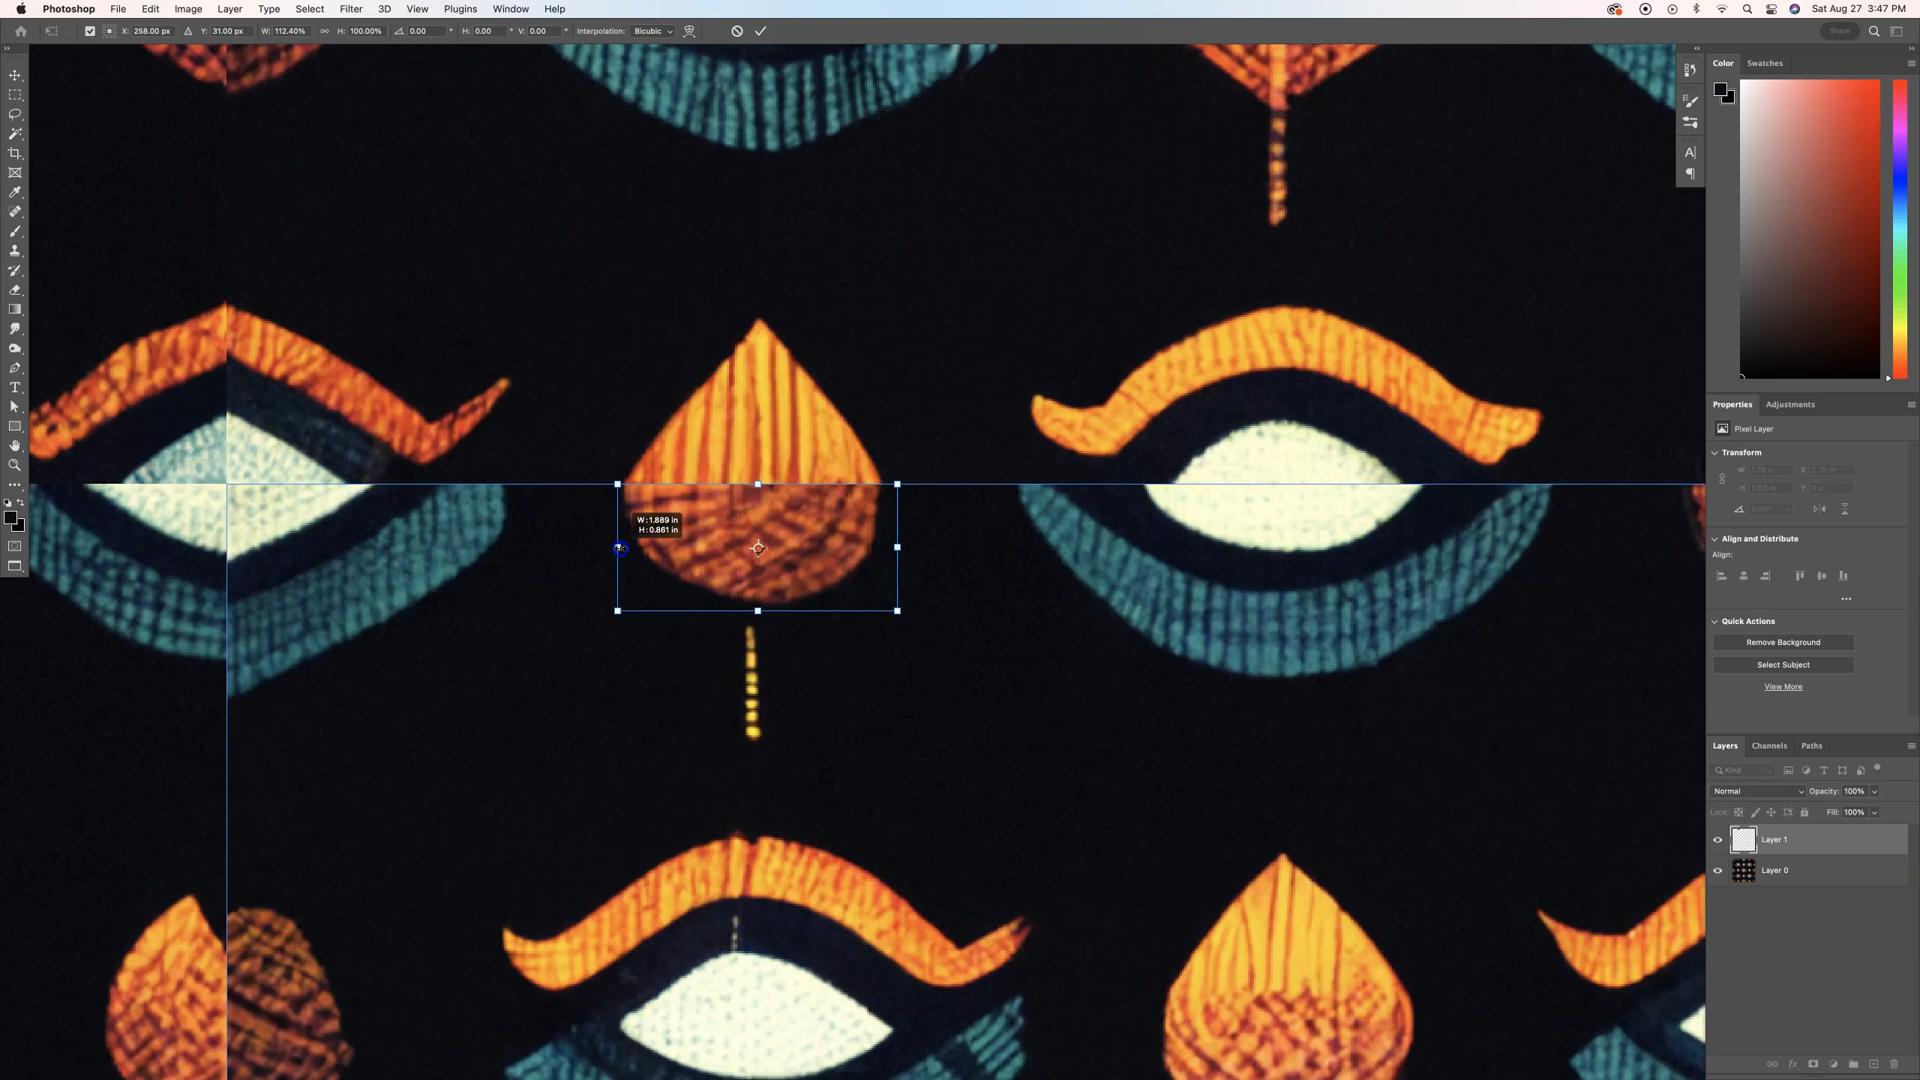 Photoshop File Edit Image Layer Type Select Filter 3D View Plugins Window Help Sat Aug 27 3:47 PM
X: 258.00 px Y: 31.00 px W: 112.40% H: 100.00% 0.00 ° H: 0.00 ° V: 0.00 ° Interpolation: Bicubic Share
Color Swatches
Properties Adjustments
Pixel Layer
Transform
Align and Distribute
Align:
W: 1.889 in
H: 0.861 in
Quick Actions
Remove Background
Select Subject
View More
Layers Channels Paths
Kind
Normal Opacity: 100%
Lock: Fill: 100%
Layer 1
Layer 0